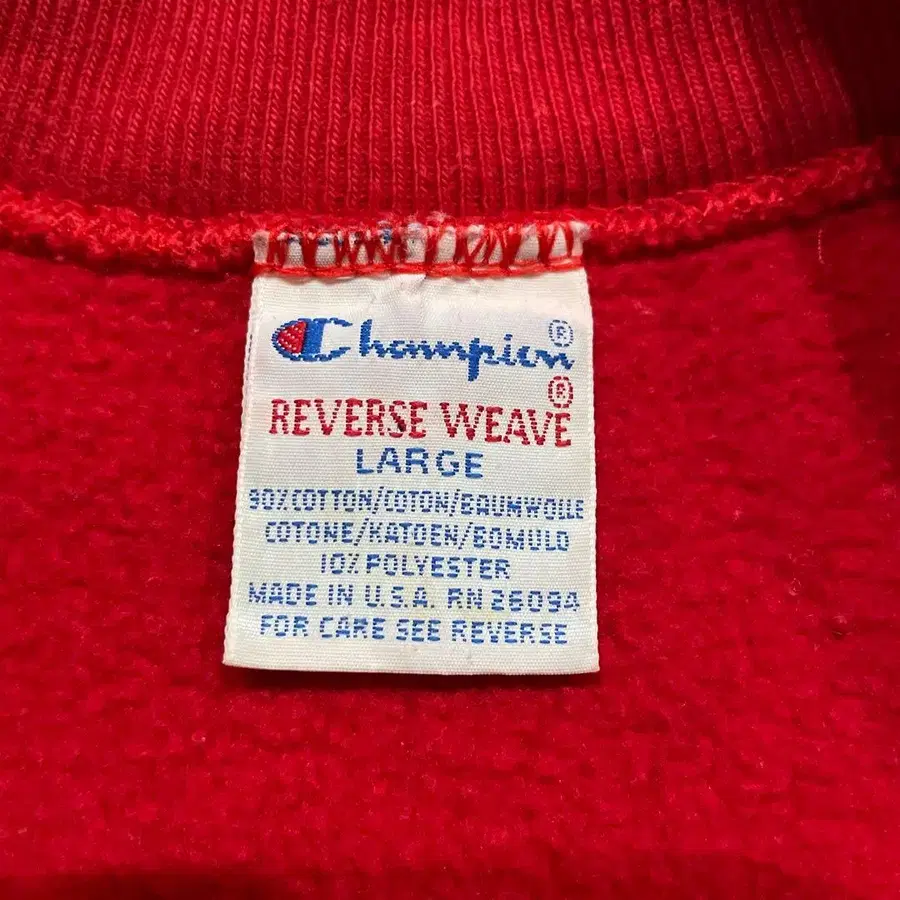 Champion®
REVERSE WEAVE®
LARGE
90% COTTON/COTON/BAUMWOLLE
COTONE/KATOEN/BOMULD
10% POLYESTER
MADE IN U.S.A. RN 26094
FOR CARE SEE REVERSE